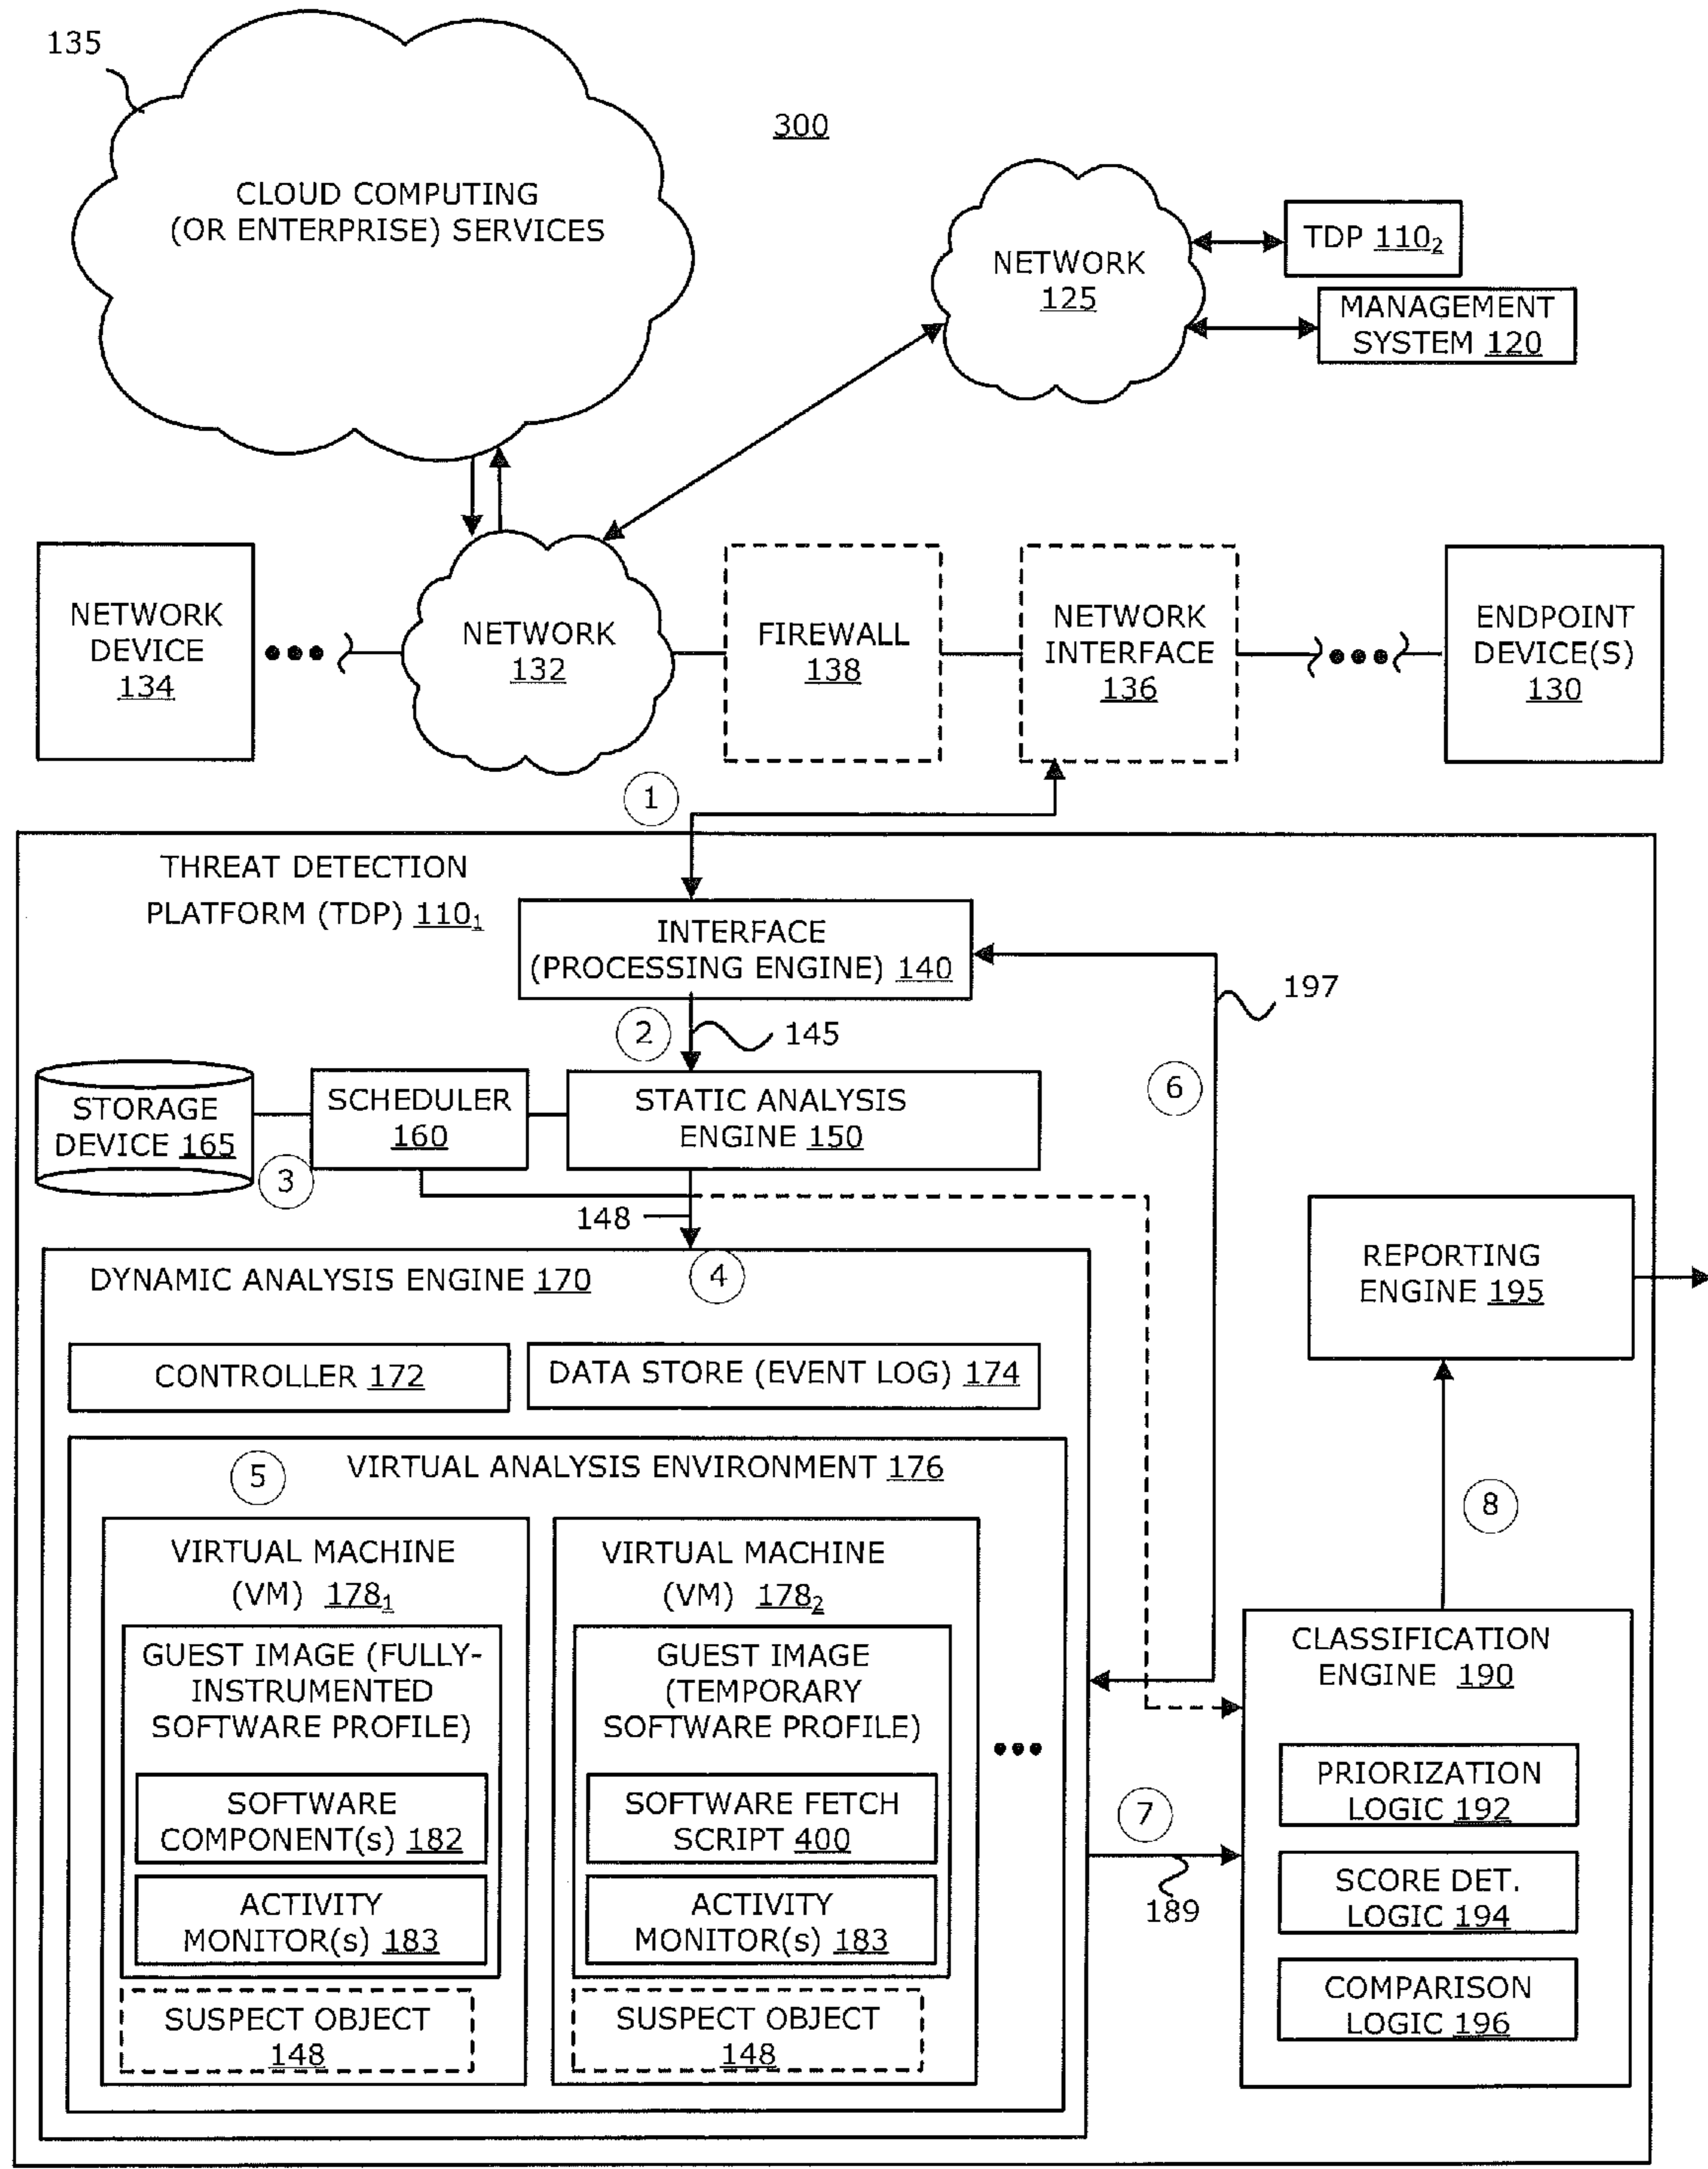 135
300
CLOUD COMPUTING
(OR ENTERPRISE) SERVICES
NETWORK
125
TDP 110₂
MANAGEMENT
SYSTEM 120
NETWORK
DEVICE
134
NETWORK
132
FIREWALL
138
NETWORK
INTERFACE
136
ENDPOINT
DEVICE(S)
130
1
THREAT DETECTION
PLATFORM (TDP) 110₁
INTERFACE
(PROCESSING ENGINE) 140
197
2
145
6
STORAGE
DEVICE 165
SCHEDULER
160
STATIC ANALYSIS
ENGINE 150
3
148
4
DYNAMIC ANALYSIS ENGINE 170
REPORTING
ENGINE 195
CONTROLLER 172
DATA STORE (EVENT LOG) 174
5
VIRTUAL ANALYSIS ENVIRONMENT 176
8
VIRTUAL MACHINE
(VM) 178₁
GUEST IMAGE (FULLY-
INSTRUMENTED
SOFTWARE PROFILE)
SOFTWARE
COMPONENT(s) 182
ACTIVITY
MONITOR(s) 183
SUSPECT OBJECT
148
VIRTUAL MACHINE
(VM) 178₂
GUEST IMAGE
(TEMPORARY
SOFTWARE PROFILE)
SOFTWARE FETCH
SCRIPT 400
ACTIVITY
MONITOR(s) 183
SUSPECT OBJECT
148
7
189
CLASSIFICATION
ENGINE 190
PRIORIZATION
LOGIC 192
SCORE DET.
LOGIC 194
COMPARISON
LOGIC 196